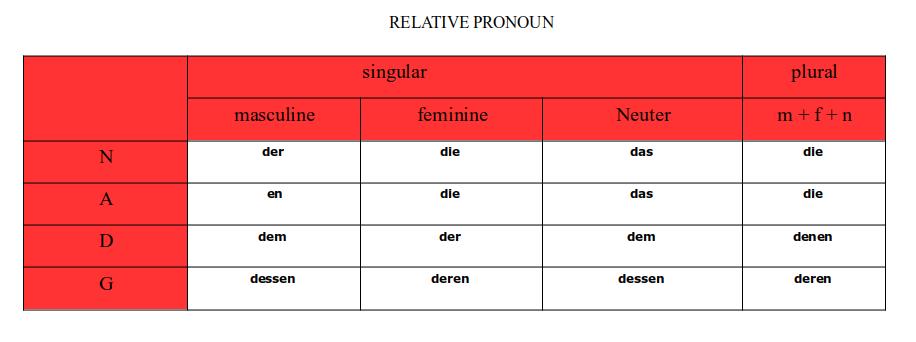 RELATIVE PRONOUN
singular plural
masculine feminine Neuter m + f + n
N der die das die
A en die das die
D dem der dem denen
G dessen deren dessen deren